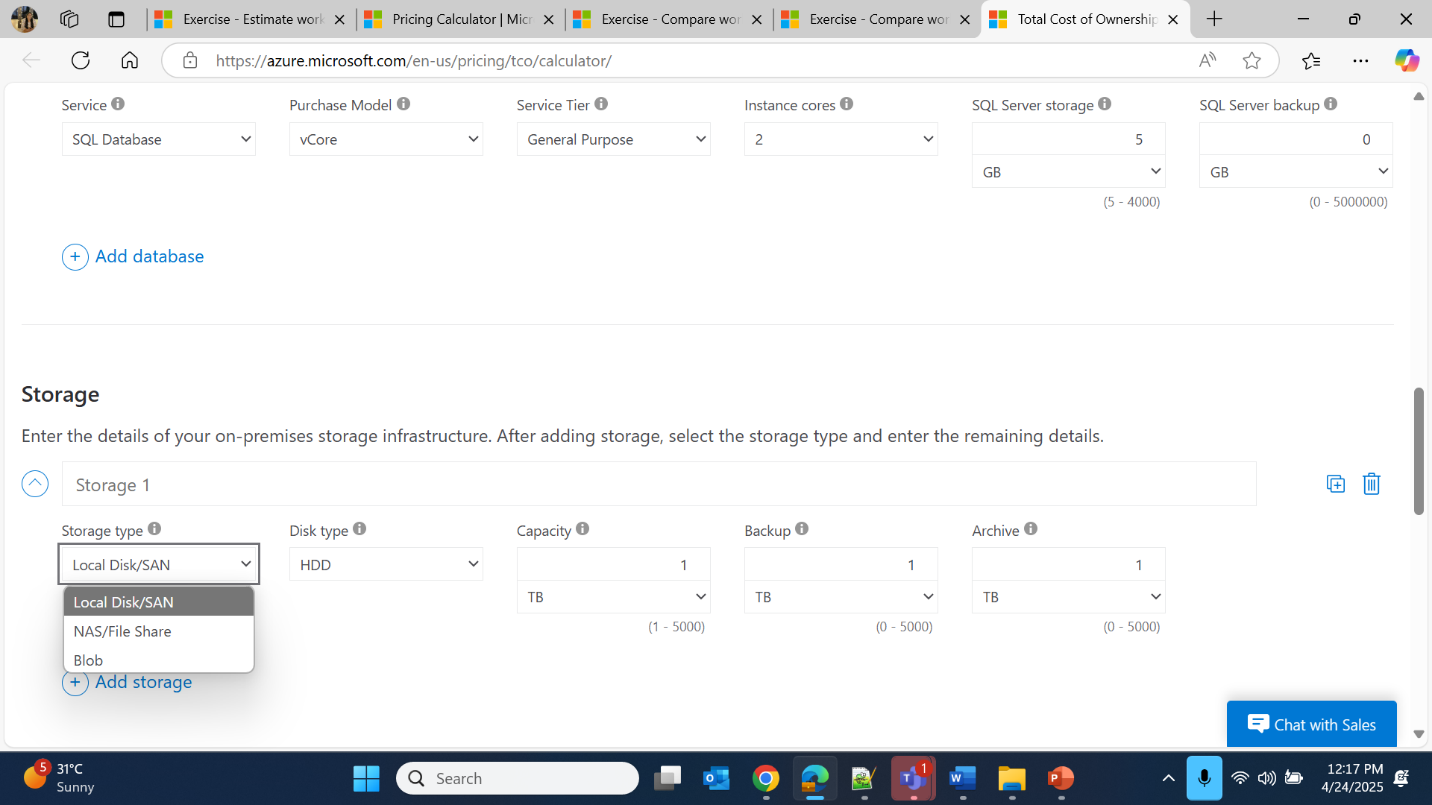 Exercise - Estimate work
Pricing Calculator | Micr
Exercise - Compare wor
Exercise - Compare wor
Total Cost of Ownership
https://azure.microsoft.com/en-us/pricing/tco/calculator/
Service
Purchase Model
Service Tier
Instance cores
SQL Server storage
SQL Server backup
SQL Database
vCore
General Purpose
2
5
0
GB
GB
(5 - 4000)
(0 - 5000000)
Add database
Storage
Enter the details of your on-premises storage infrastructure. After adding storage, select the storage type and enter the remaining details.
Storage 1
Storage type
Disk type
Capacity
Backup
Archive
Local Disk/SAN
HDD
1
1
1
TB
TB
TB
(1 - 5000)
(0 - 5000)
(0 - 5000)
Local Disk/SAN
NAS/File Share
Blob
Add storage
Chat with Sales
5
31°C
Sunny
Search
1
12:17 PM
4/24/2025